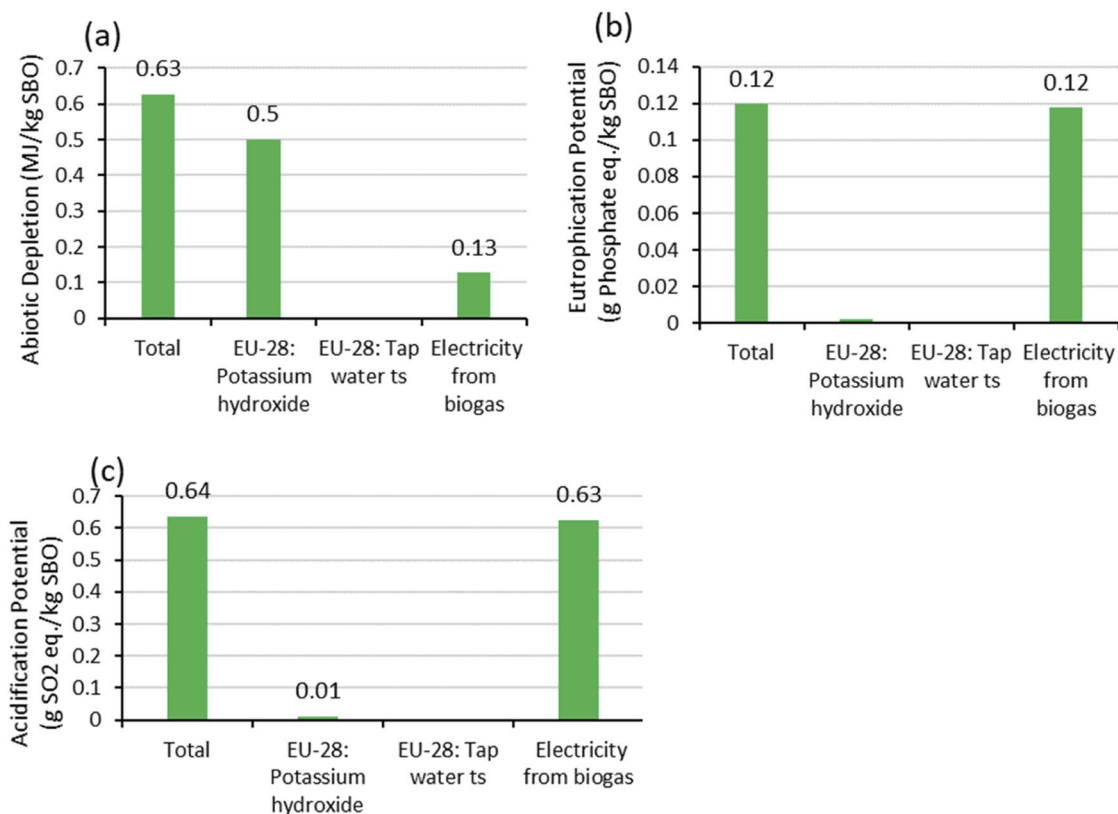 (a)
Abiotic Depletion (MJ/kg SBO)
0.7
0.6
0.5
0.4
0.3
0.2
0.1
0
0.63
0.5
0.13
Total
EU-28:
Potassium
hydroxide
EU-28: Tap
water ts
Electricity
from
biogas
(b)
Eutrophication Potential
(g Phosphate eq./kg SBO)
0.14
0.12
0.1
0.08
0.06
0.04
0.02
0
0.12
0.12
Total
EU-28:
Potassium
hydroxide
EU-28: Tap
water ts
Electricity
from
biogas
(c)
Acidification Potential
(g SO2 eq./kg SBO)
0.7
0.6
0.5
0.4
0.3
0.2
0.1
0
0.64
0.01
0.63
Total
EU-28:
Potassium
hydroxide
EU-28: Tap
water ts
Electricity
from biogas